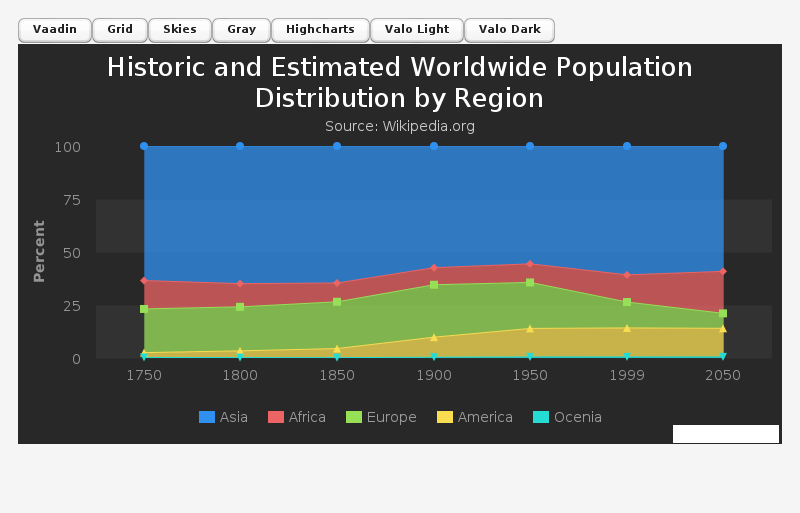 Vaadin Grid Skies Gray Highcharts Valo Light Valo Dark
Historic and Estimated Worldwide Population
Distribution by Region
Source: Wikipedia.org
Percent
100
75
50
25
0
1750 1800 1850 1900 1950 1999 2050
Asia Africa Europe America Ocenia